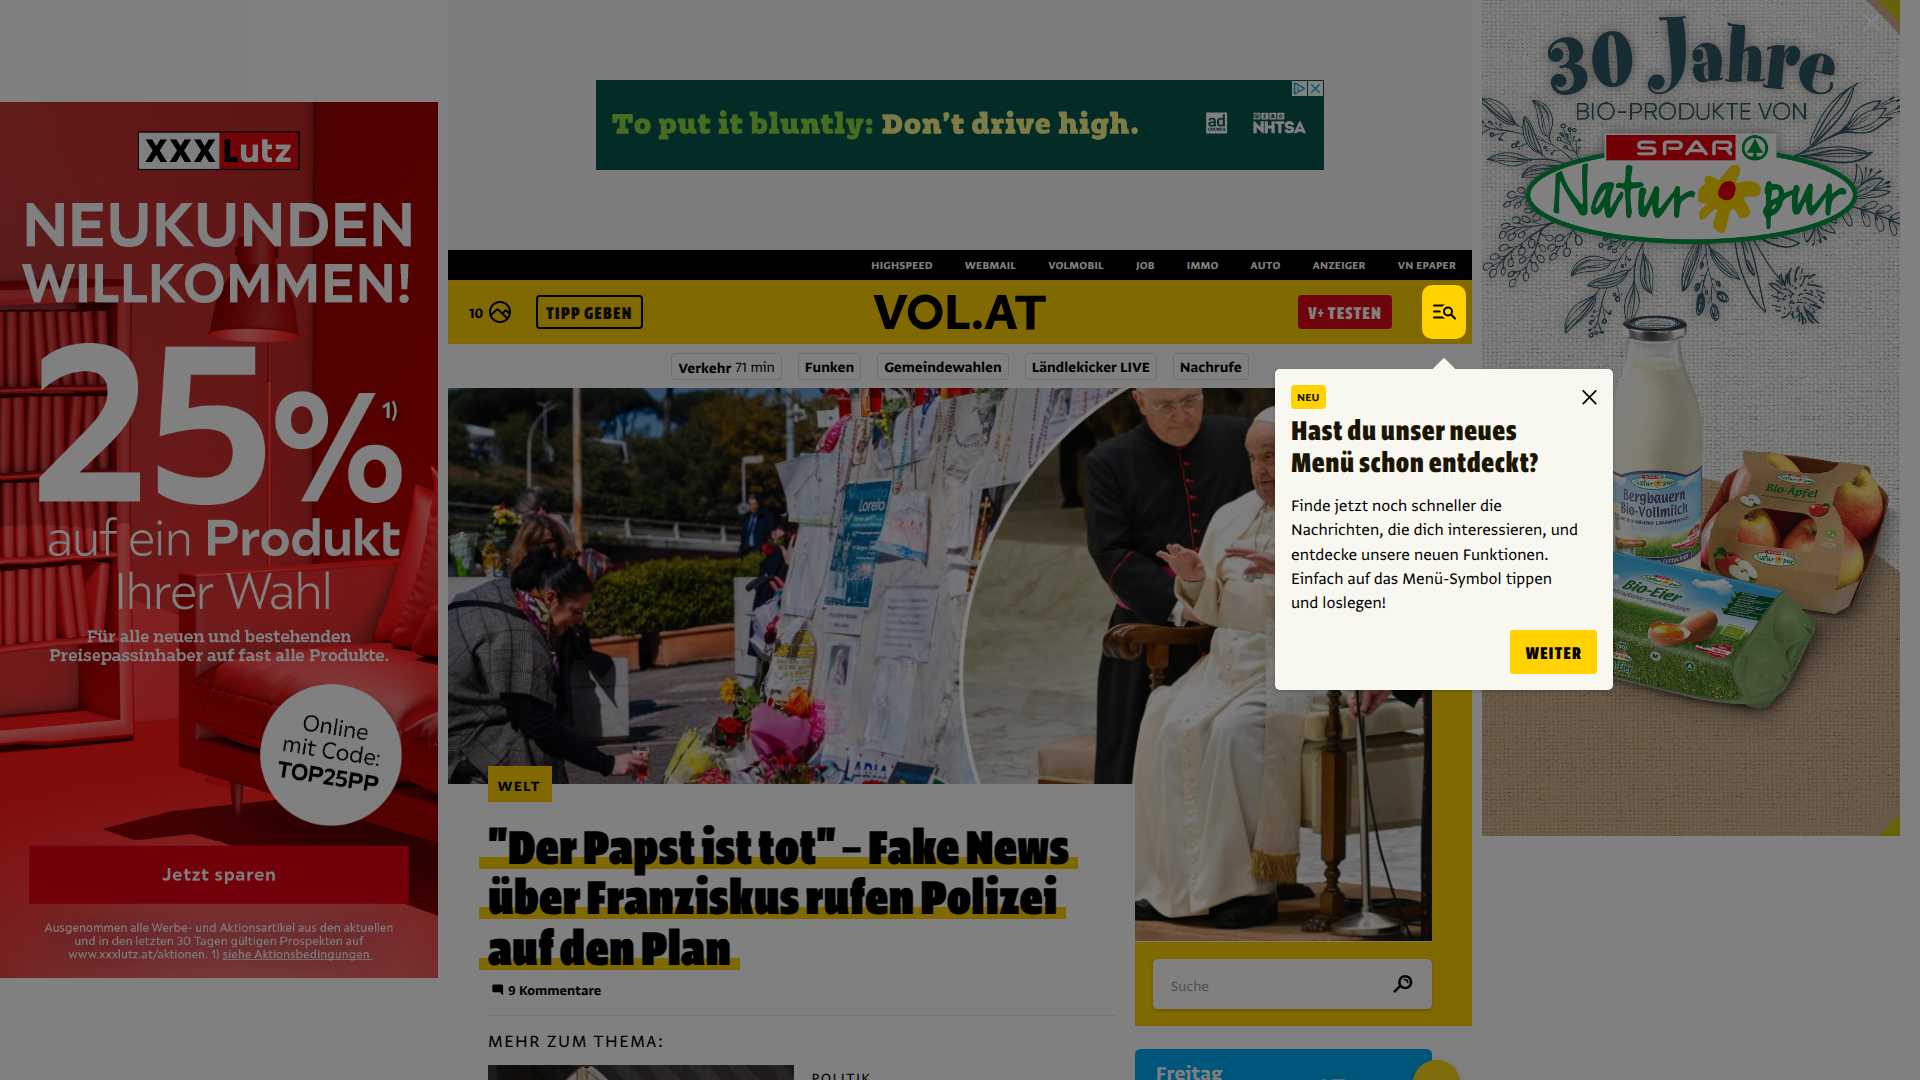 To put it bluntly: Don't drive high.
ad
NHTSA
XXXLutz
NEUKUNDEN
WILLKOMMEN!
25%1)
auf ein Produkt
Ihrer Wahl
Für alle neuen und bestehenden
Preisepassinhaber auf fast alle Produkte.
Online
mit Code:
TOP25PP
Jetzt sparen
Ausgenommen alle Werbe- und Aktionsartikel aus den aktuellen
und in den letzten 30 Tagen gültigen Prospekten auf
www.xxxlutz.at/aktionen. 1) siehe Aktionsbedingungen
HIGHSPEED WEBMAIL VOLMOBIL JOB IMMO AUTO ANZEIGER VN EPAPER
10 TIPP GEBEN VOL.AT V+ TESTEN
Verkehr 71 min Funken Gemeindewahlen Ländlekicker LIVE Nachrufe
Loreto
MARIA
NEU
Hast du unser neues
Menü schon entdeckt?
Finde jetzt noch schneller die
Nachrichten, die dich interessieren, und
entdecke unsere neuen Funktionen.
Einfach auf das Menü-Symbol tippen
und loslegen!
WEITER
WELT
"Der Papst ist tot" – Fake News
über Franziskus rufen Polizei
auf den Plan
9 Kommentare
MEHR ZUM THEMA:
POLITIK
Suche
Freitag
30 Jahre
BIO-PRODUKTE VON
SPAR
Natur pur
Bergbauern
Bio-Vollmilch
Bio-Äpfel
Bio-Eier